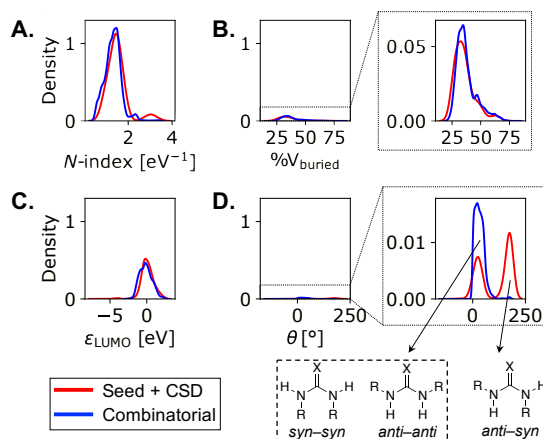 A.
Density
1
0
2
4
N-index [eV⁻¹]
B.
1
0
25
50
75
%V_buried
0.05
0.00
25
50
75
C.
Density
1
0
−5
0
ε_LUMO [eV]
D.
1
0
0
250
θ [°]
0.01
0.00
0
250
Seed + CSD
Combinatorial
X
H
N
N
H
R
R
syn–syn
X
R
N
N
R
H
H
anti–anti
X
R
N
N
H
H
R
anti–syn